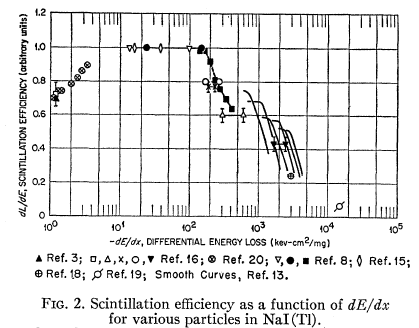 dL/dE, SCINTILLATION EFFICIENCY (arbitrary units)
1.0
0.8
0.6
0.4
0.2
0
10⁰ 10¹ 10² 10³ 10⁴
-dE/dx, DIFFERENTIAL ENERGY LOSS (kev-cm²/mg)
▲ Ref. 3; □, △, x, ○, ▼ Ref. 16; ⊗ Ref. 20; ▽, ●, ■ Ref. 8; ◊ Ref. 15;
⊕ Ref. 18; Ref. 19; Smooth Curves, Ref. 13.
FIG. 2. Scintillation efficiency as a function of dE/dx
for various particles in NaI(Tl).